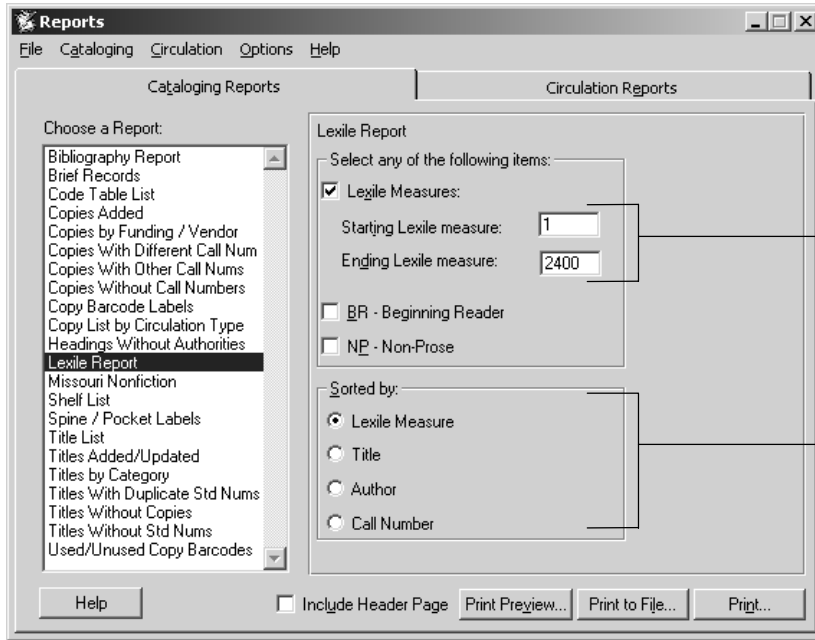 Reports
File Cataloging Circulation Options Help
Cataloging Reports
Circulation Reports
Choose a Report:
Bibliography Report
Brief Records
Code Table List
Copies Added
Copies by Funding / Vendor
Copies With Different Call Num
Copies With Other Call Nums
Copies Without Call Numbers
Copy Barcode Labels
Copy List by Circulation Type
Headings Without Authorities
Lexile Report
Missouri Nonfiction
Shelf List
Spine / Pocket Labels
Title List
Titles Added/Updated
Titles by Category
Titles With Duplicate Std Nums
Titles Without Copies
Titles Without Std Nums
Used/Unused Copy Barcodes
Lexile Report
Select any of the following items:
Lexile Measures:
Starting Lexile measure: 1
Ending Lexile measure: 2400
BR - Beginning Reader
NP - Non-Prose
Sorted by:
Lexile Measure
Title
Author
Call Number
Help
Include Header Page
Print Preview...
Print to File...
Print...